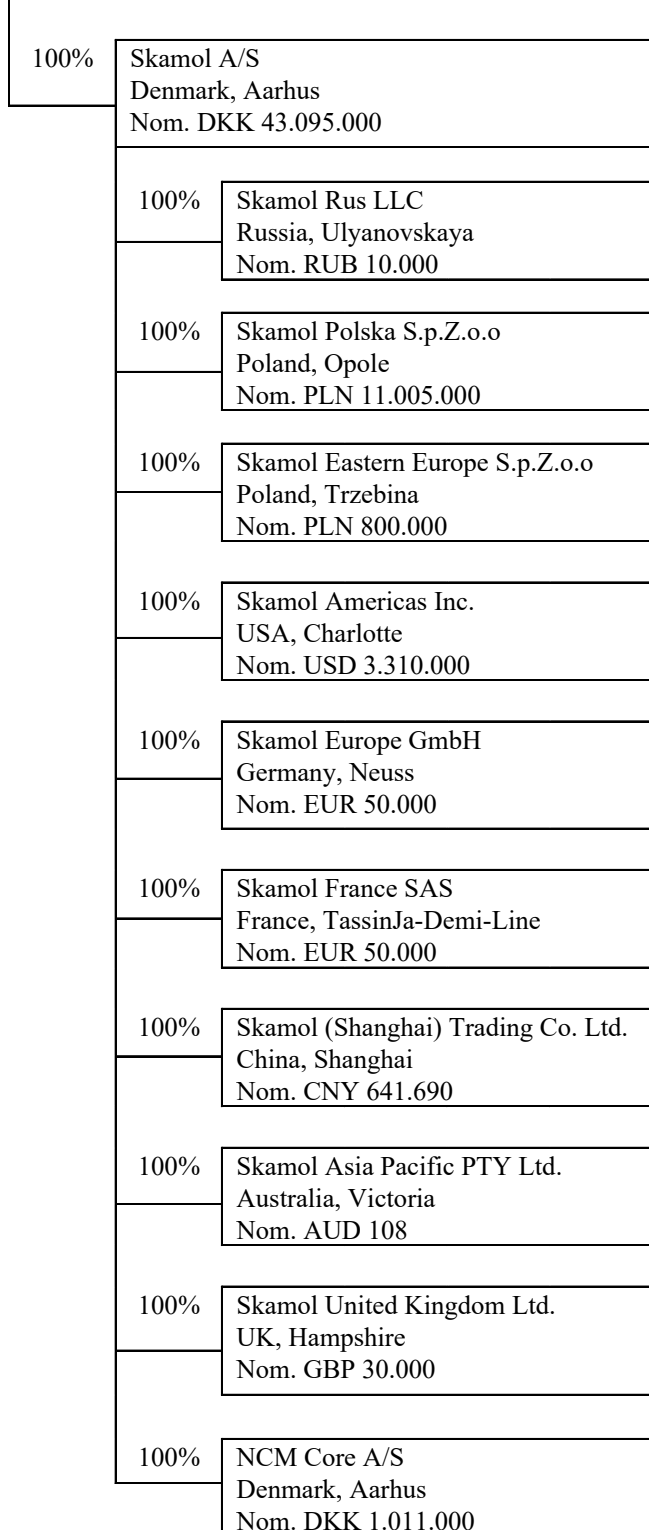 100% Skamol A/S
Denmark, Aarhus
Nom. DKK 43.095.000
100% Skamol Rus LLC
Russia, Ulyanovskaya
Nom. RUB 10.000
100% Skamol Polska S.p.Z.o.o
Poland, Opole
Nom. PLN 11.005.000
100% Skamol Eastern Europe S.p.Z.o.o
Poland, Trzebina
Nom. PLN 800.000
100% Skamol Americas Inc.
USA, Charlotte
Nom. USD 3.310.000
100% Skamol Europe GmbH
Germany, Neuss
Nom. EUR 50.000
100% Skamol France SAS
France, TassinJa-Demi-Line
Nom. EUR 50.000
100% Skamol (Shanghai) Trading Co. Ltd.
China, Shanghai
Nom. CNY 641.690
100% Skamol Asia Pacific PTY Ltd.
Australia, Victoria
Nom. AUD 108
100% Skamol United Kingdom Ltd.
UK, Hampshire
Nom. GBP 30.000
100% NCM Core A/S
Denmark, Aarhus
Nom. DKK 1.011.000